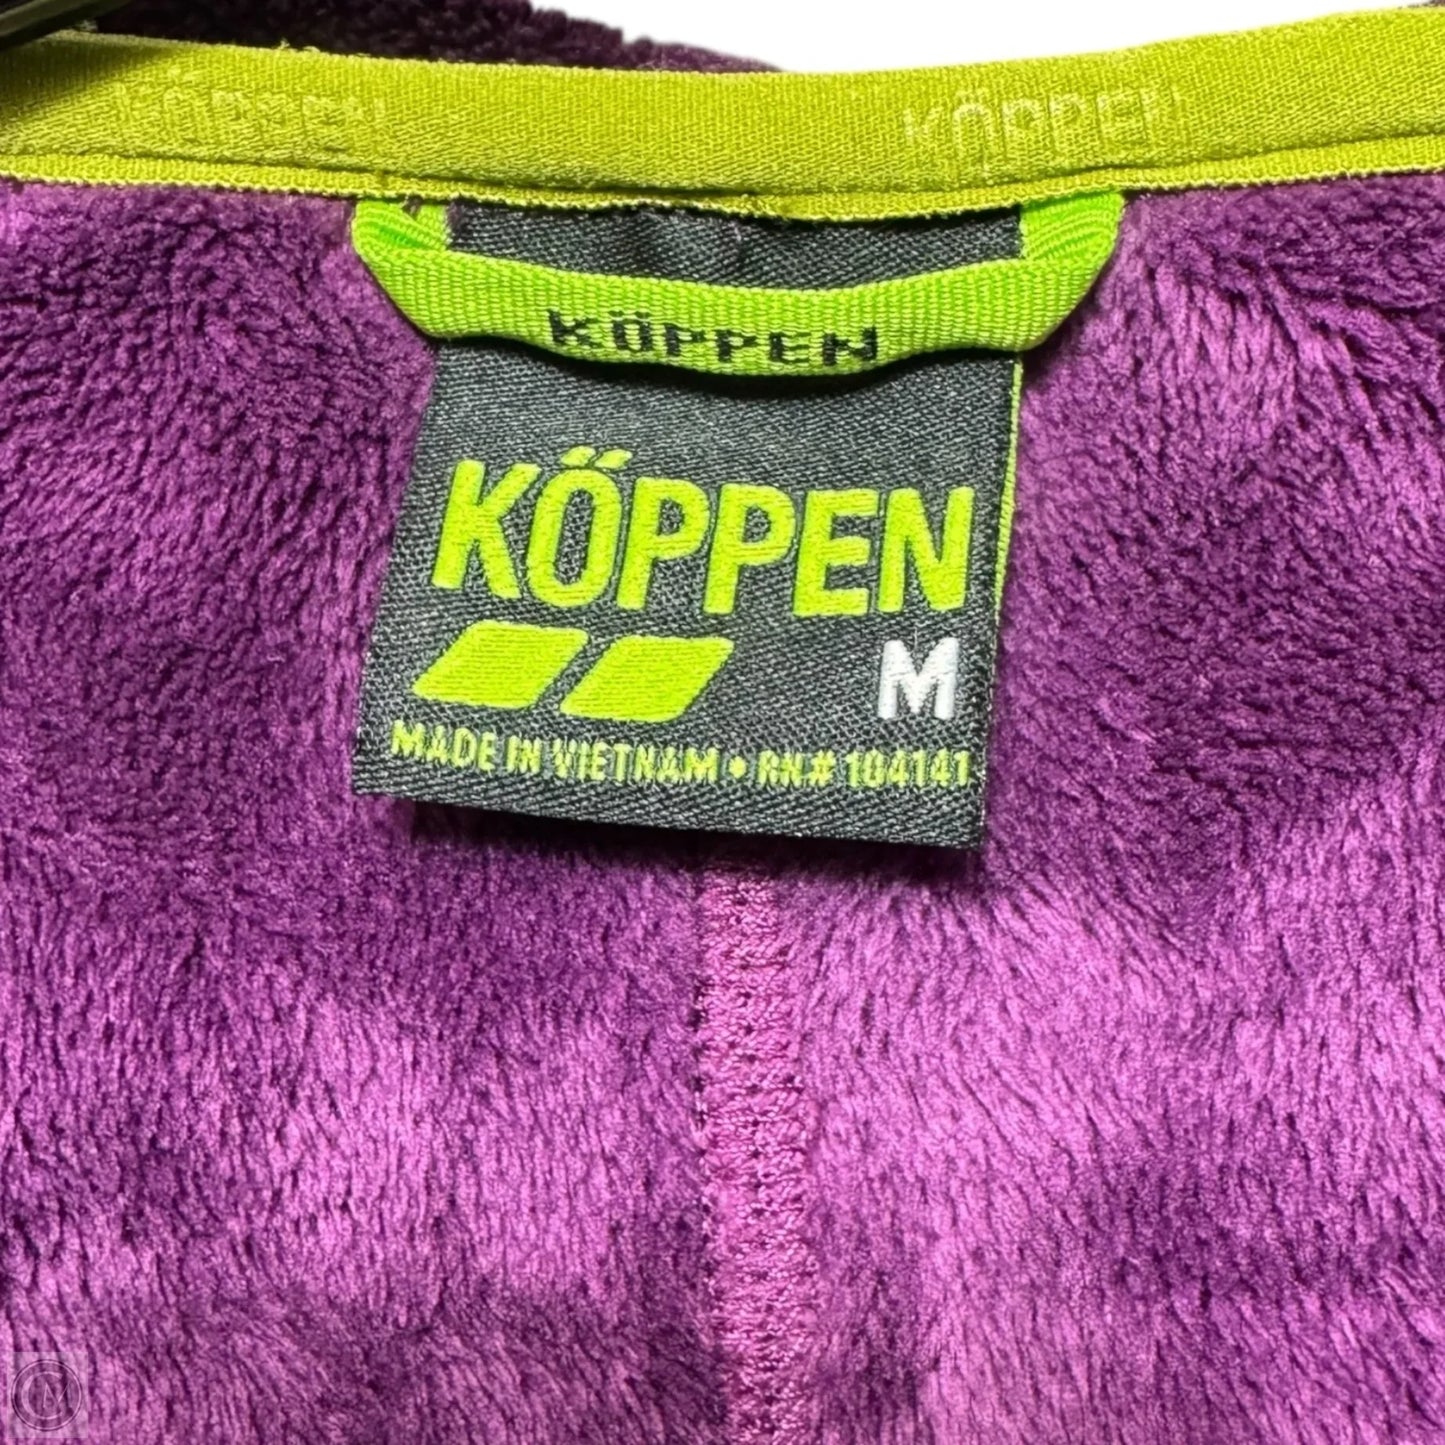 KÖPPEN KÖPPEN
KÖPPEN
KÖPPEN
M
MADE IN VIETNAM • RN# 104141